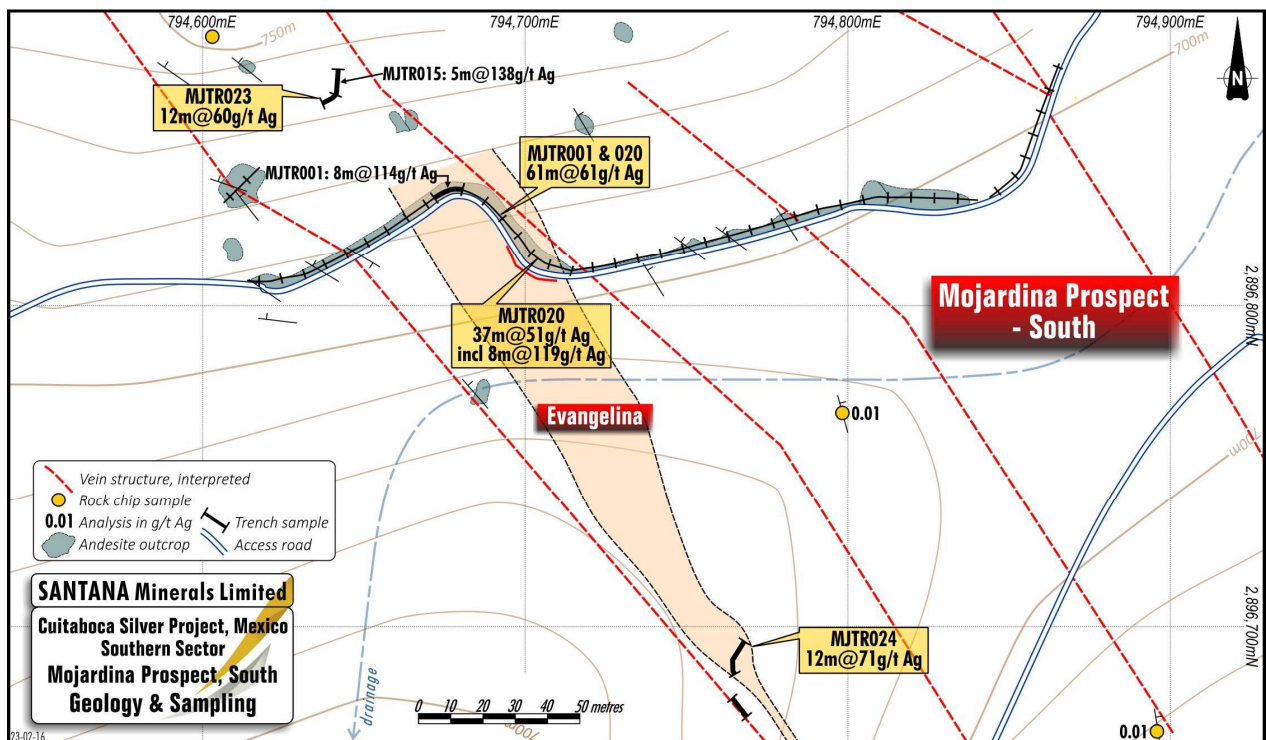 794,600mE
794,700mE
794,800mE
794,900mE
750m
700m
N
MJTR015: 5m@138g/t Ag
MJTR023
12m@60g/t Ag
MJTR001 & 020
61m@61g/t Ag
MJTR001: 8m@114g/t Ag
2,896,800mN
Mojardina Prospect
- South
MJTR020
37m@51g/t Ag
incl 8m@119g/t Ag
Evangelina
0.01
700m
Vein structure, interpreted
Rock chip sample
0.01 Analysis in g/t Ag
Trench sample
Andesite outcrop
Access road
SANTANA Minerals Limited
Cuitaboca Silver Project, Mexico
Southern Sector
Mojardina Prospect, South
Geology & Sampling
23-02-16
drainage
0 10 20 30 40 50 metres
700m
MJTR024
12m@71g/t Ag
2,896,700mN
0.01